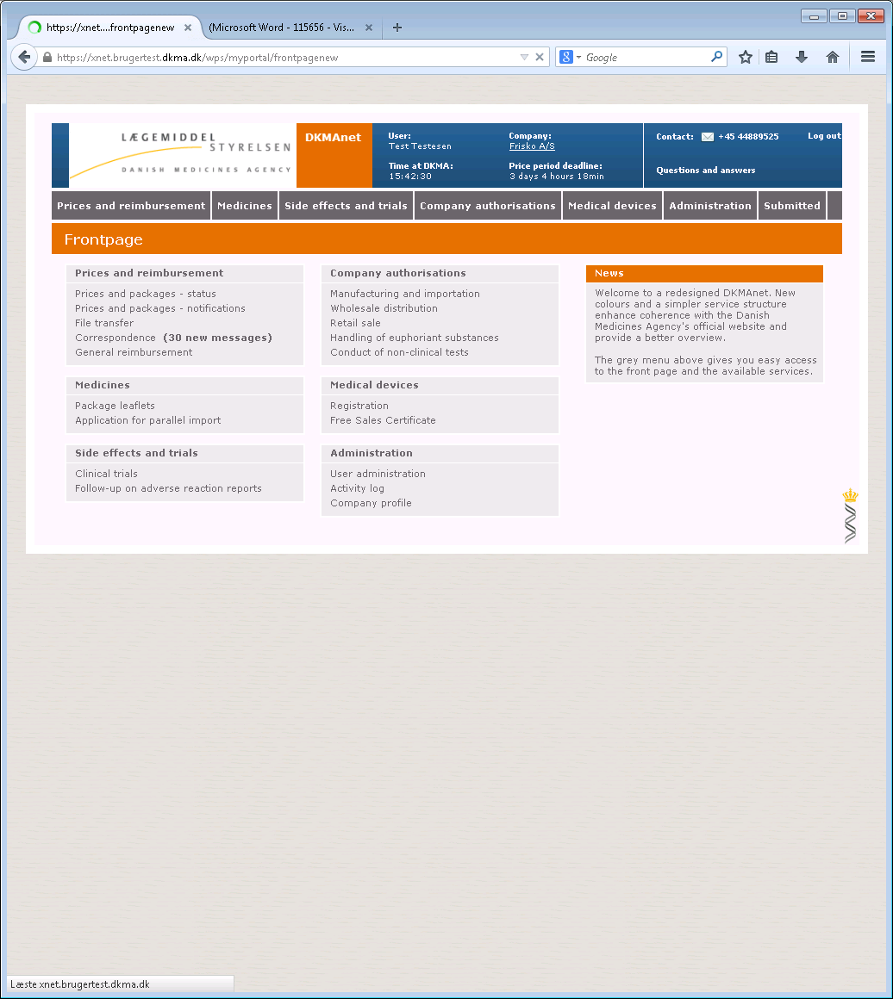 https://xnet....frontpagenew
(Microsoft Word - 115656 - Vis...
https://xnet.brugertest.dkma.dk/wps/myportal/frontpagenew
Google
LÆGEMIDDEL
STYRELSEN
DANISH MEDICINES AGENCY
DKMAnet
User:
Test Testesen
Time at DKMA:
15:42:30
Company:
Frisko A/S
Price period deadline:
3 days 4 hours 18min
Contact: +45 44889525
Log out
Questions and answers
Prices and reimbursement Medicines Side effects and trials Company authorisations Medical devices Administration Submitted
Frontpage
Prices and reimbursement
Prices and packages - status
Prices and packages - notifications
File transfer
Correspondence (30 new messages)
General reimbursement
Medicines
Package leaflets
Application for parallel import
Side effects and trials
Clinical trials
Follow-up on adverse reaction reports
Company authorisations
Manufacturing and importation
Wholesale distribution
Retail sale
Handling of euphoriant substances
Conduct of non-clinical tests
Medical devices
Registration
Free Sales Certificate
Administration
User administration
Activity log
Company profile
News
Welcome to a redesigned DKMAnet. New
colours and a simpler service structure
enhance coherence with the Danish
Medicines Agency's official website and
provide a better overview.
The grey menu above gives you easy access
to the front page and the available services.
Læste xnet.brugertest.dkma.dk